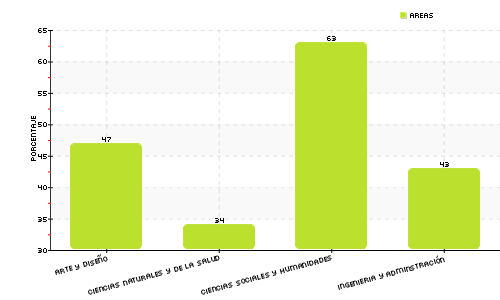 AREAS
PORCENTAJE
65
60
55
50
45
40
35
30
47
34
63
43
ARTE Y DISEÑO
CIENCIAS NATURALES Y DE LA SALUD
CIENCIAS SOCIALES Y HUMANIDADES
INGENIERIA Y ADMINISTRACIÓN